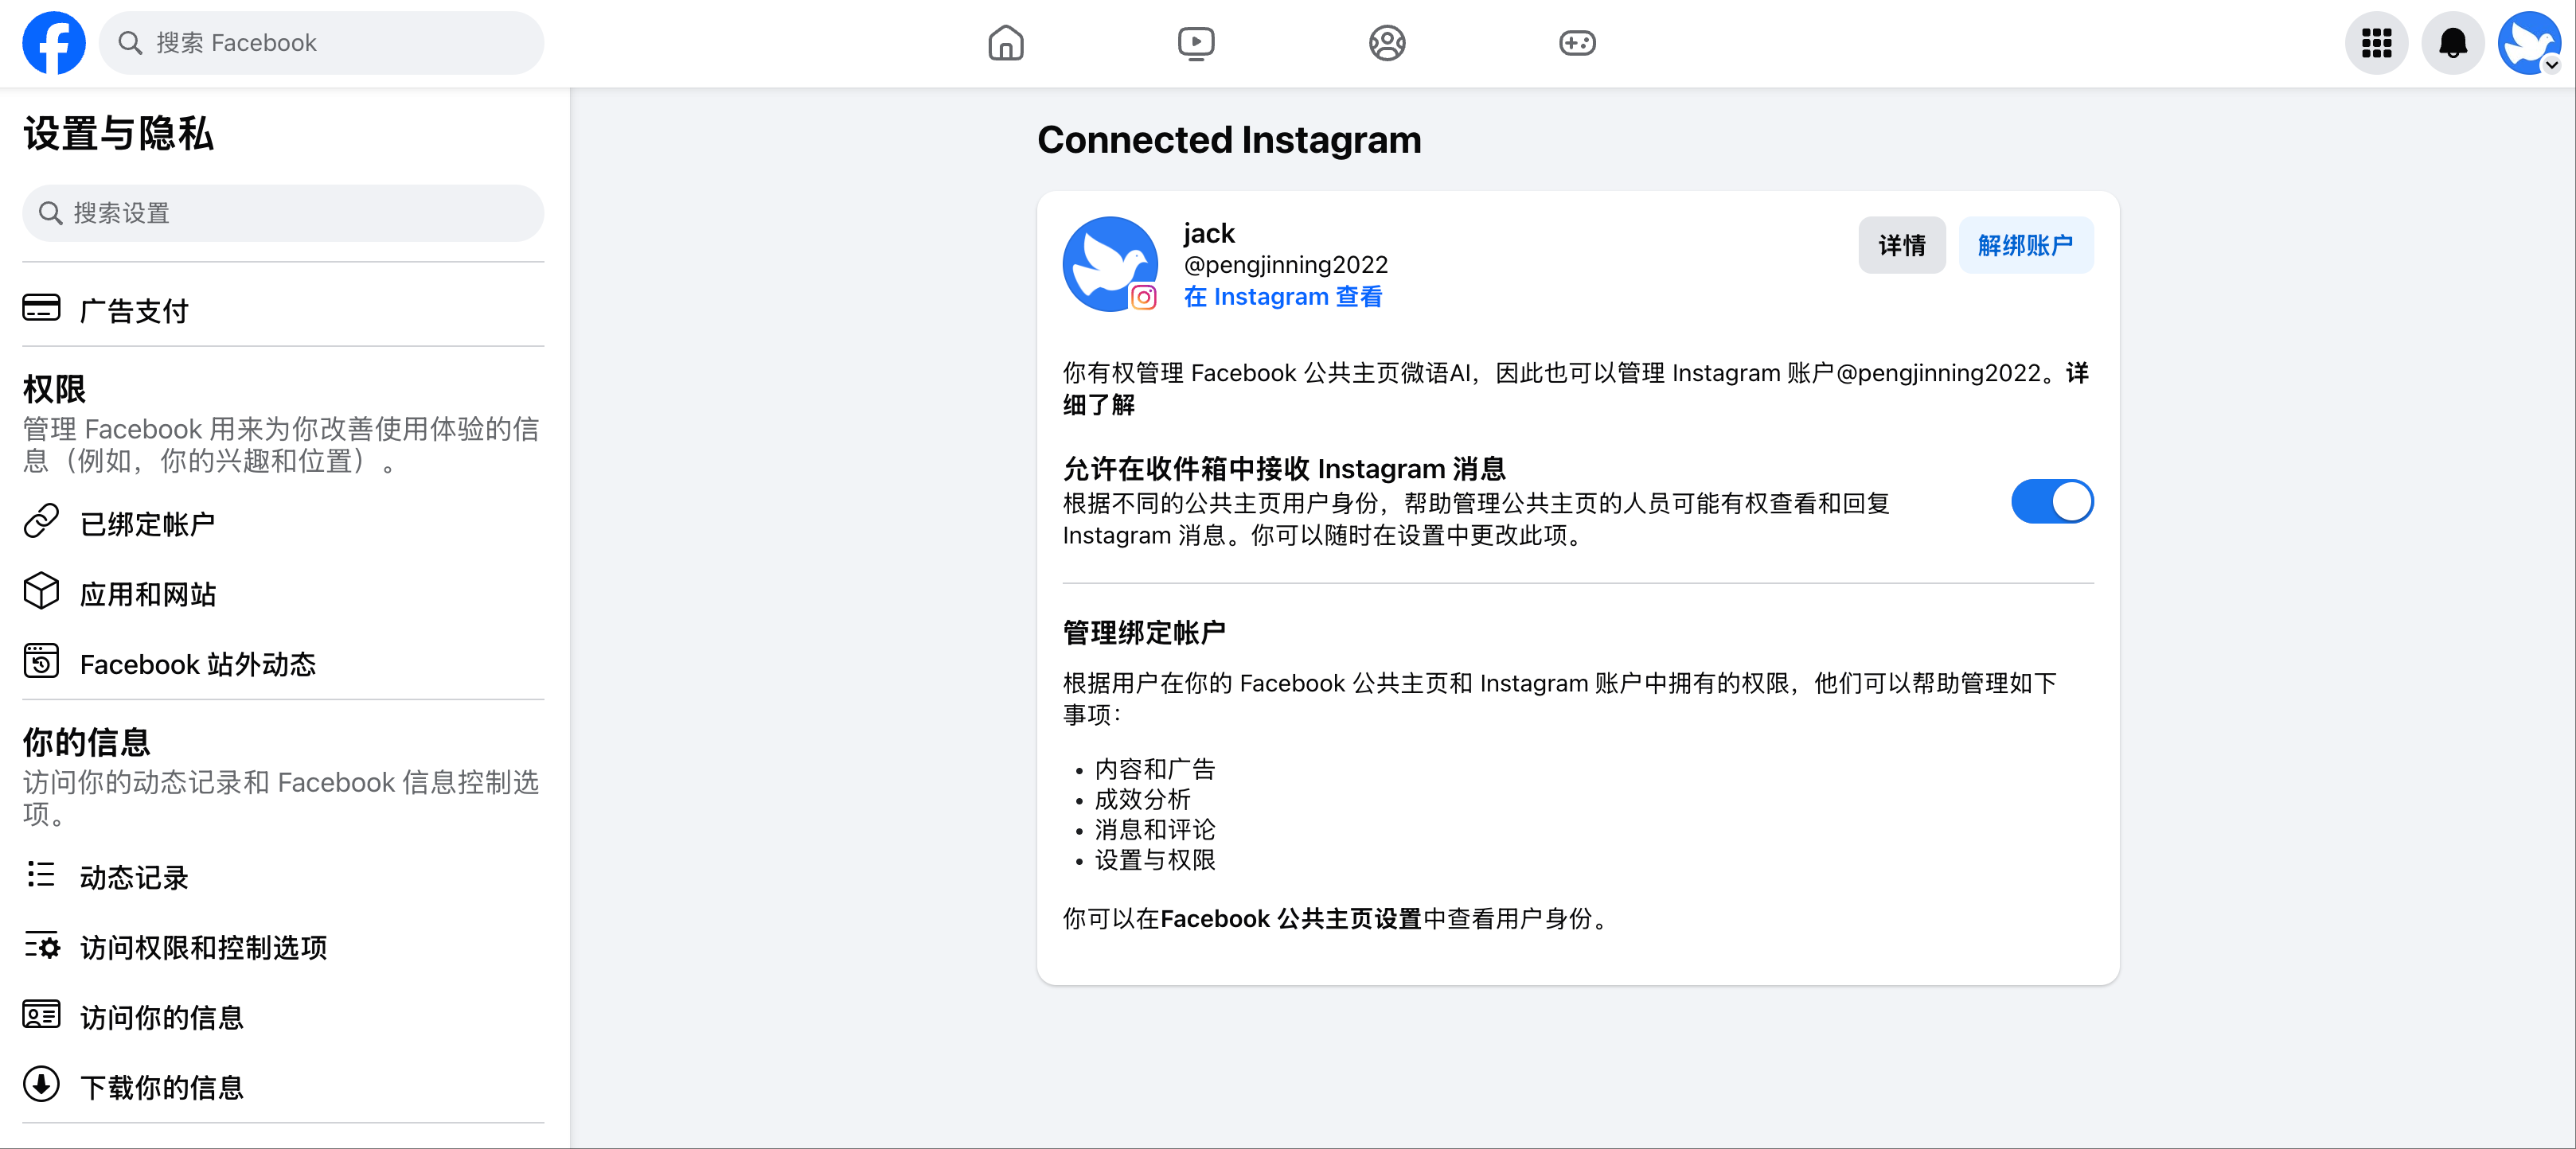 搜索 Facebook
设置与隐私
搜索设置
广告支付
权限
管理 Facebook 用来为你改善使用体验的信
息（例如，你的兴趣和位置）。
已绑定帐户
应用和网站
Facebook 站外动态
你的信息
访问你的动态记录和 Facebook 信息控制选
项。
动态记录
访问权限和控制选项
访问你的信息
下载你的信息
Connected Instagram
jack
@pengjinning2022
在 Instagram 查看
详情
解绑账户
你有权管理 Facebook 公共主页微语AI，因此也可以管理 Instagram 账户@pengjinning2022。详
细了解
允许在收件箱中接收 Instagram 消息
根据不同的公共主页用户身份，帮助管理公共主页的人员可能有权查看和回复
Instagram 消息。你可以随时在设置中更改此项。
管理绑定帐户
根据用户在你的 Facebook 公共主页和 Instagram 账户中拥有的权限，他们可以帮助管理如下
事项：
• 内容和广告
• 成效分析
• 消息和评论
• 设置与权限
你可以在Facebook 公共主页设置中查看用户身份。